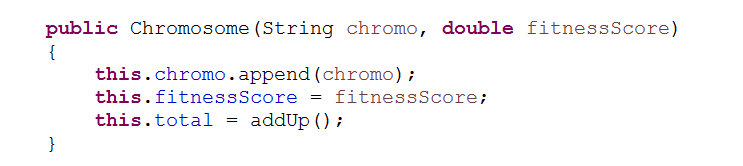 public Chromosome(String chromo, double fitnessScore)
{
    this.chromo.append(chromo);
    this.fitnessScore = fitnessScore;
    this.total = addUp();
}